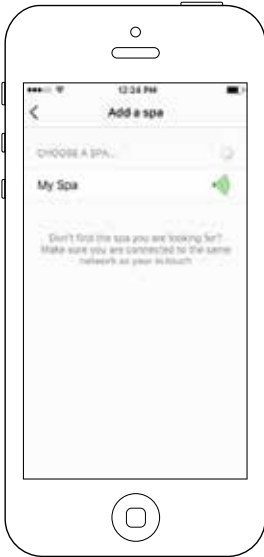 12:34 PM
Add a spa
CHOOSE A SPA...
My Spa
Don't find the spa you are looking for?
Make sure you are connected to the same
network as your in.touch